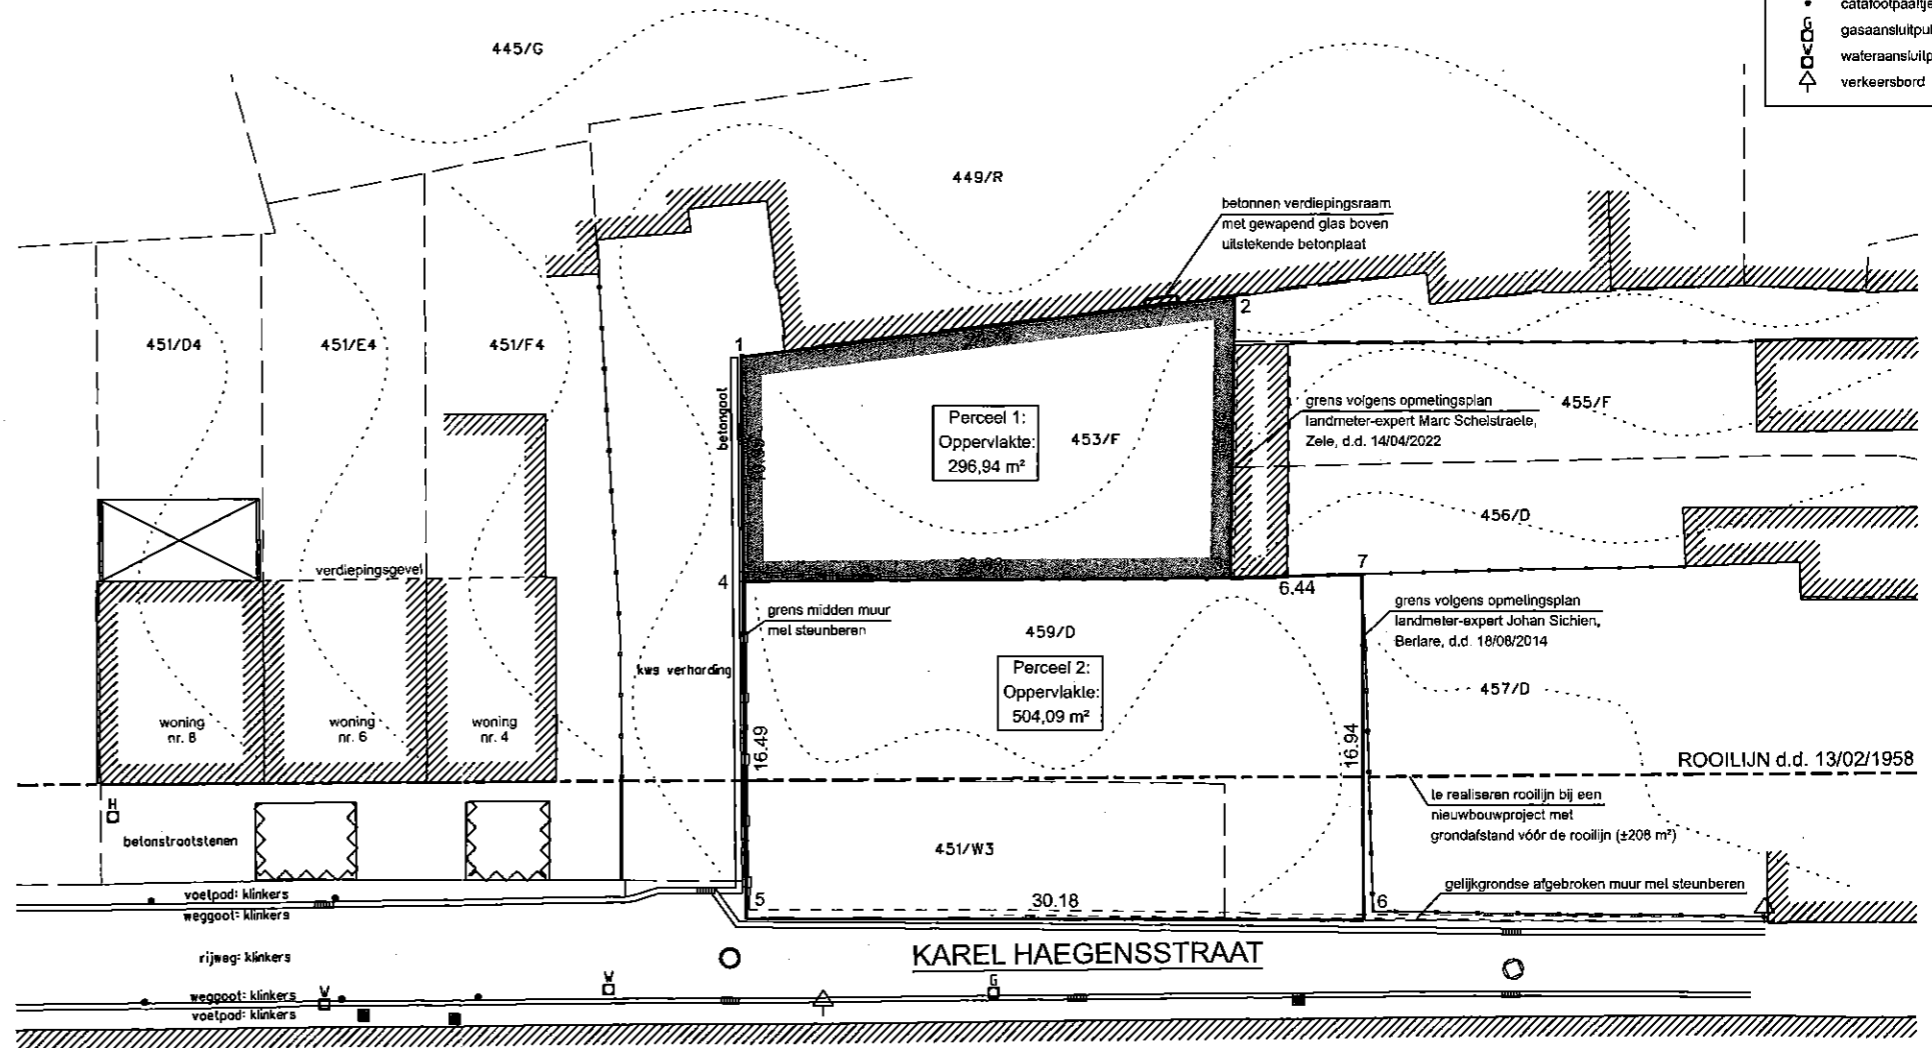 catafootpaaltje
G
gasaansluitput
W
wateraansluitp
verkeersbord
445/G
449/R
betonnen verdiepingsraam
met gewapend glas boven
uitstekende betonplaat
451/D4
451/E4
451/F4
1
2
betongoot
Perceel 1:
Oppervlakte:
296,94 m²
453/F
grens volgens opmetingsplan
landmeter-expert Marc Schelstraete,
Zele, d.d. 14/04/2022
455/F
456/D
verdiepingsgevel
4
7
6.44
grens midden muur
met steunberen
459/D
grens volgens opmetingsplan
landmeter-expert Johan Sichien,
Berlare, d.d. 18/08/2014
kws verharding
Perceel 2:
Oppervlakte:
504,09 m²
457/D
woning
nr. 8
woning
nr. 6
woning
nr. 4
16.49
16.94
ROOILIJN d.d. 13/02/1958
te realiseren rooilijn bij een
nieuwbouwproject met
grondafstand vóór de rooilijn (±208 m²)
H
betonstraatstenen
451/W3
gelijkgrondse afgebroken muur met steunberen
voetpad: klinkers
weggoot: klinkers
5
30.18
6
rijweg: klinkers
KAREL HAEGENSSTRAAT
W
G
weggoot: klinkers
W
voetpad: klinkers